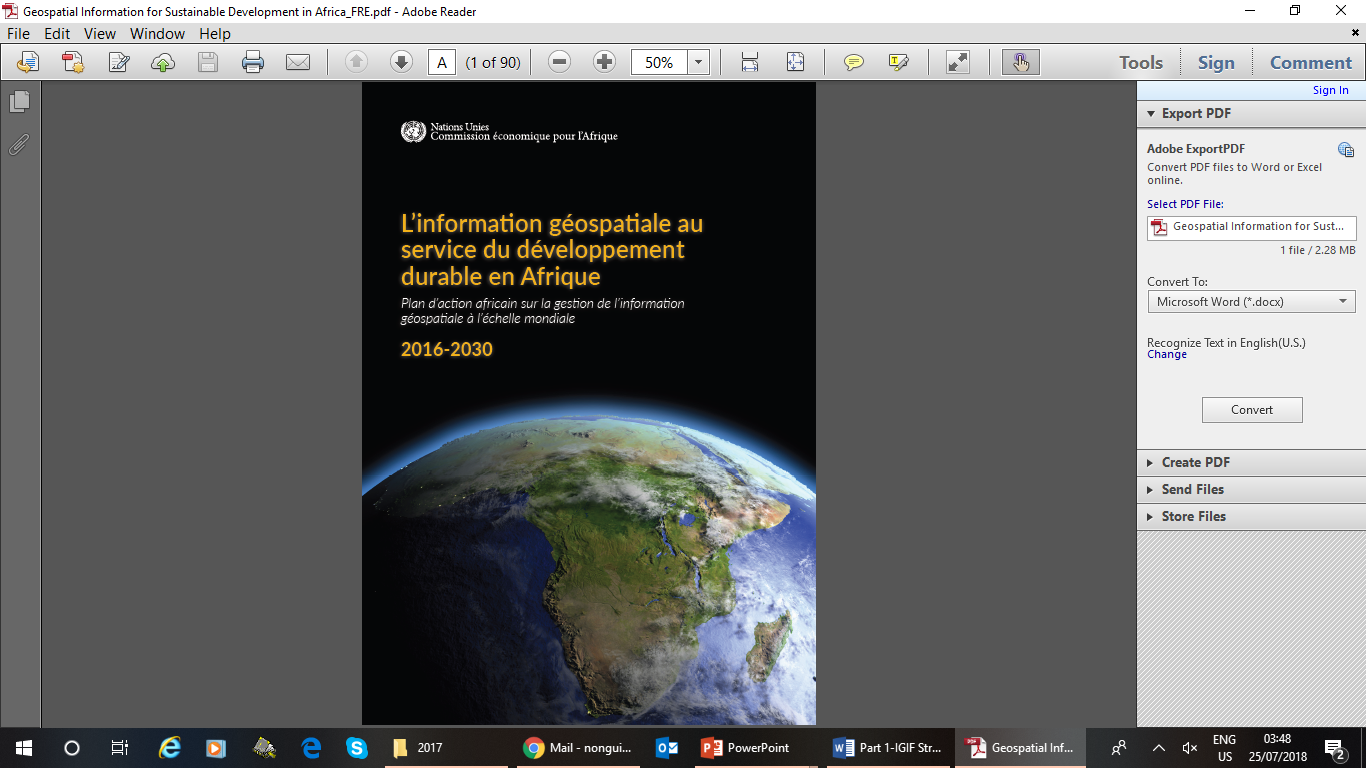 Geospatial Information for Sustainable Development in Africa_FRE.pdf - Adobe Reader
File Edit View Window Help
A (1 of 90) 50% Tools Sign Comment
Sign In
Export PDF
Adobe ExportPDF
Convert PDF files to Word or Excel
online.
Select PDF File:
Geospatial Information for Sust...
1 file / 2.28 MB
Convert To:
Microsoft Word (*.docx)
Recognize Text in English(U.S.)
Change
Convert
Create PDF
Send Files
Store Files
Nations Unies
Commission économique pour l'Afrique
L'information géospatiale au
service du développement
durable en Afrique
Plan d'action africain sur la gestion de l'information
géospatiale à l'échelle mondiale
2016-2030
2017 Mail - nongui... PowerPoint Part 1-IGIF Str... Geospatial Inf...
ENG 03:48
US 25/07/2018 2